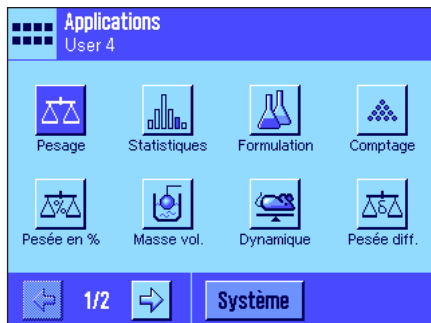 Applications
User 4
Pesage Statistiques Formulation Comptage
%
δ
Pesée en % Masse vol. Dynamique Pesée diff.
1/2 Système